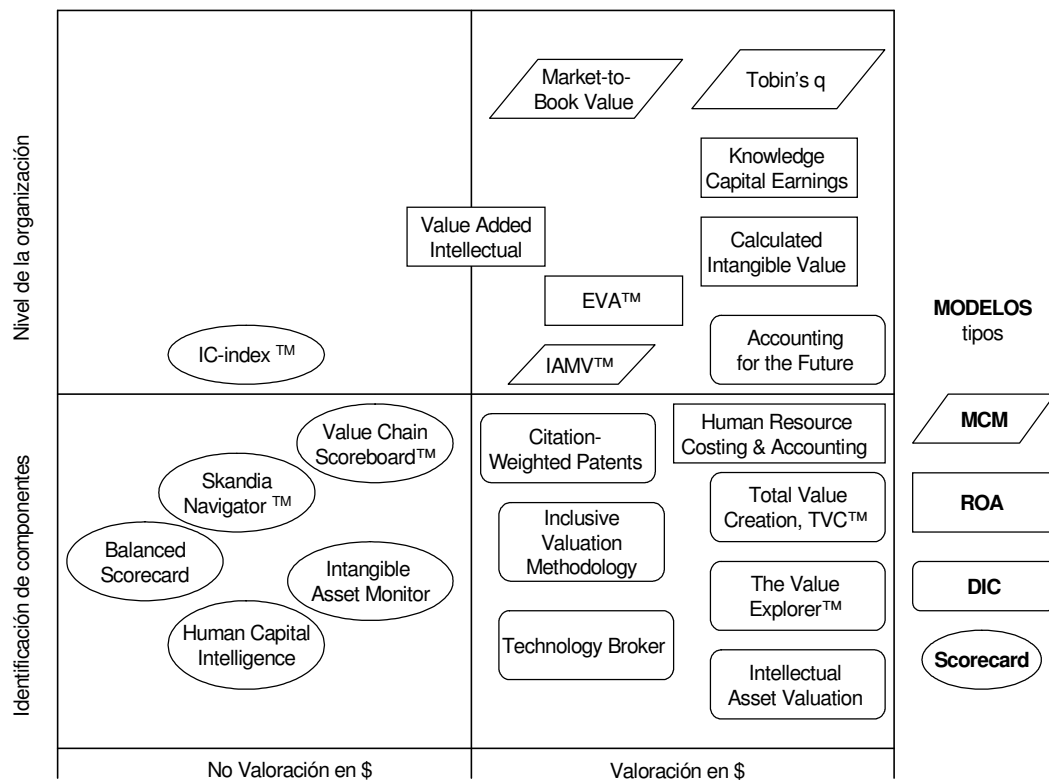 Nivel de la organización
Market-to-
Book Value
Tobin's q
Knowledge
Capital Earnings
Value Added
Intellectual
Calculated
Intangible Value
EVA™
IC-index ™
IAMV™
Accounting
for the Future
MODELOS
tipos
Identificación de componentes
Value Chain
Scoreboard™
Skandia
Navigator ™
Balanced
Scorecard
Intangible
Asset Monitor
Human Capital
Intelligence
Citation-
Weighted Patents
Human Resource
Costing & Accounting
Inclusive
Valuation
Methodology
Total Value
Creation, TVC™
The Value
Explorer™
Technology Broker
Intellectual
Asset Valuation
MCM
ROA
DIC
Scorecard
No Valoración en $
Valoración en $